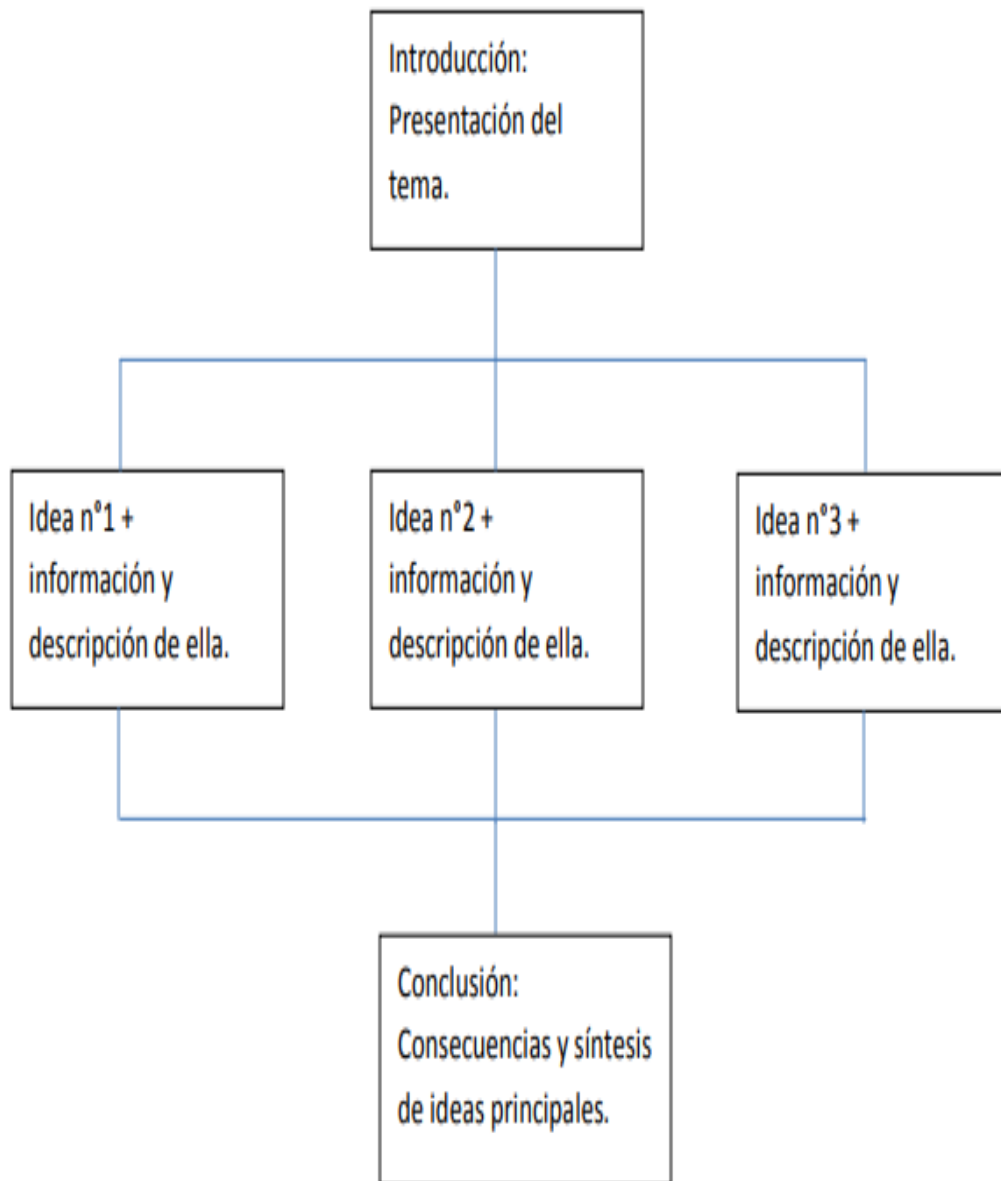 Introducción:
Presentación del
tema.
Idea n°1 +
información y
descripción de ella.
Idea n°2 +
información y
descripción de ella.
Idea n°3 +
información y
descripción de ella.
Conclusión:
Consecuencias y síntesis
de ideas principales.